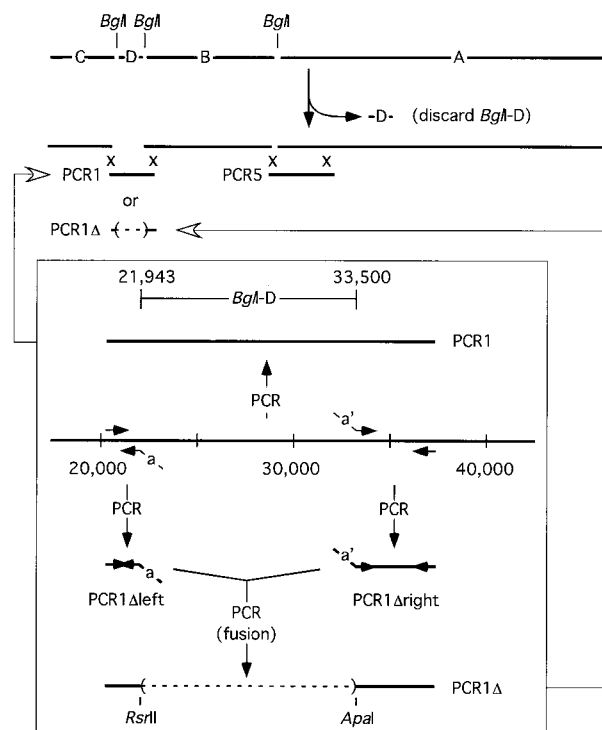 BglI BglI BglI
C D B A
-D- (discard BglI-D)
x x x x
PCR1 PCR5
or
PCR1Δ
21,943 33,500
BglI-D
PCR1
PCR
a'
a
20,000 30,000 40,000
PCR PCR
a'
a
PCR1Δleft PCR1Δright
PCR
(fusion)
PCR1Δ
RsrII ApaI